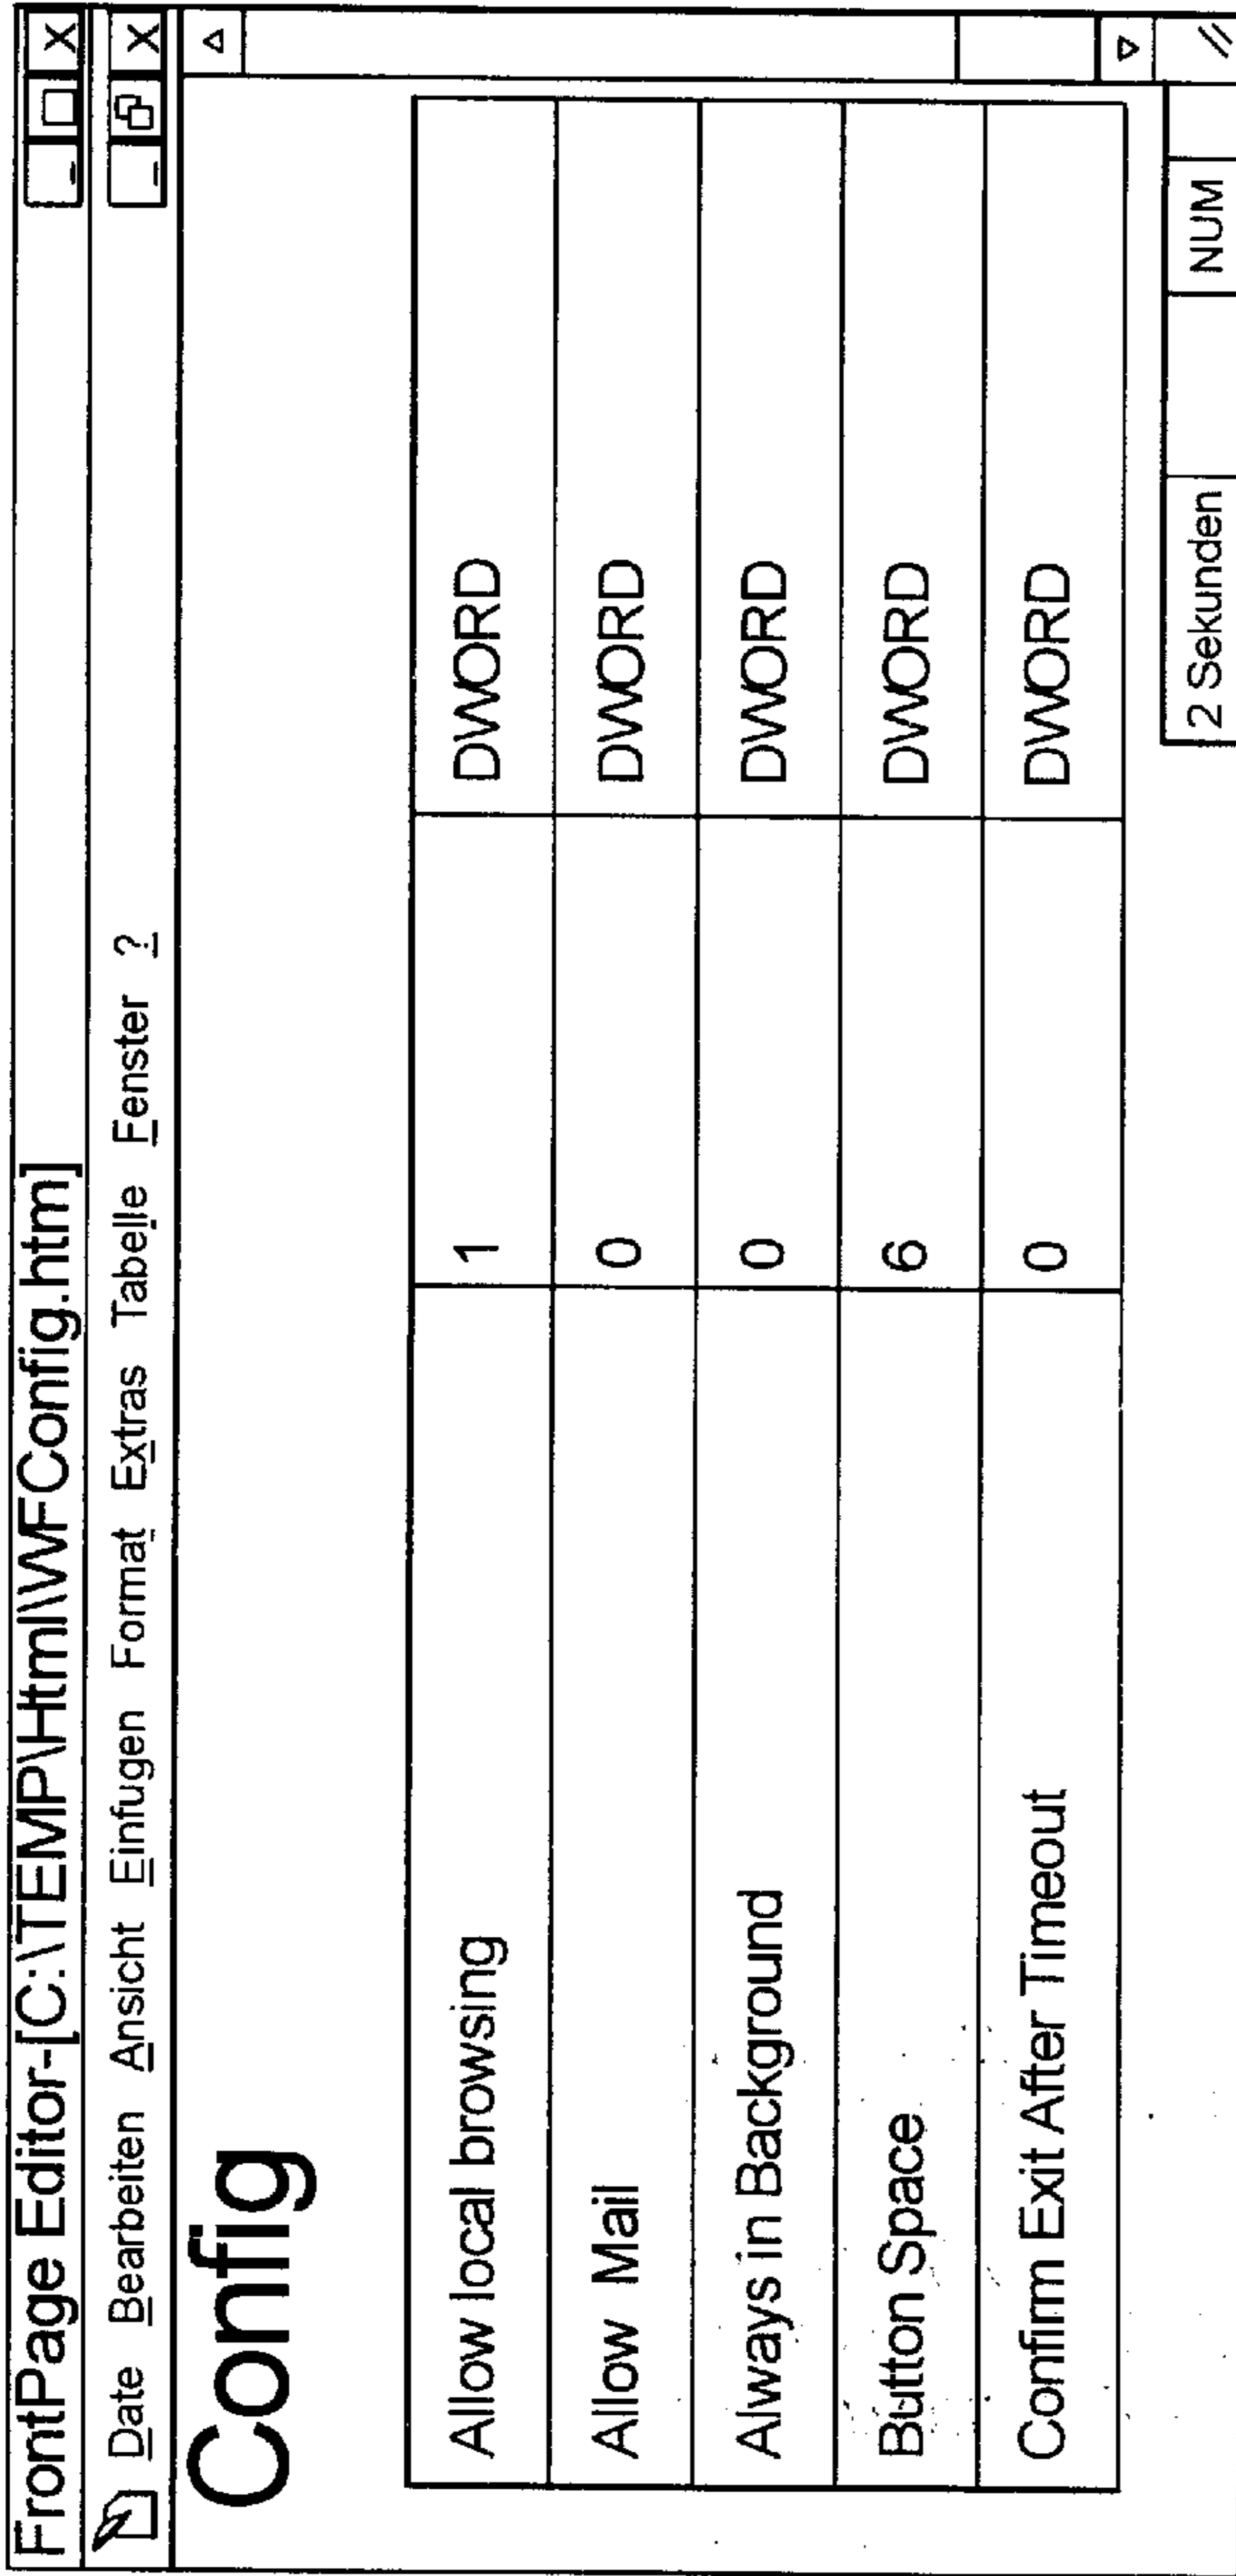 FrontPage Editor-[C:\TEMP\Html\WFConfig.htm]
Date Bearbeiten Ansicht Einfugen Format Extras Tabelle Fenster ?
Config
Allow local browsing 1 DWORD
Allow Mail 0 DWORD
Always in Background 0 DWORD
Button Space 6 DWORD
Confirm Exit After Timeout 0 DWORD
2 Sekunden NUM